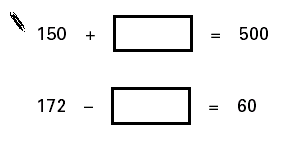 150 + = 500
172 − = 60